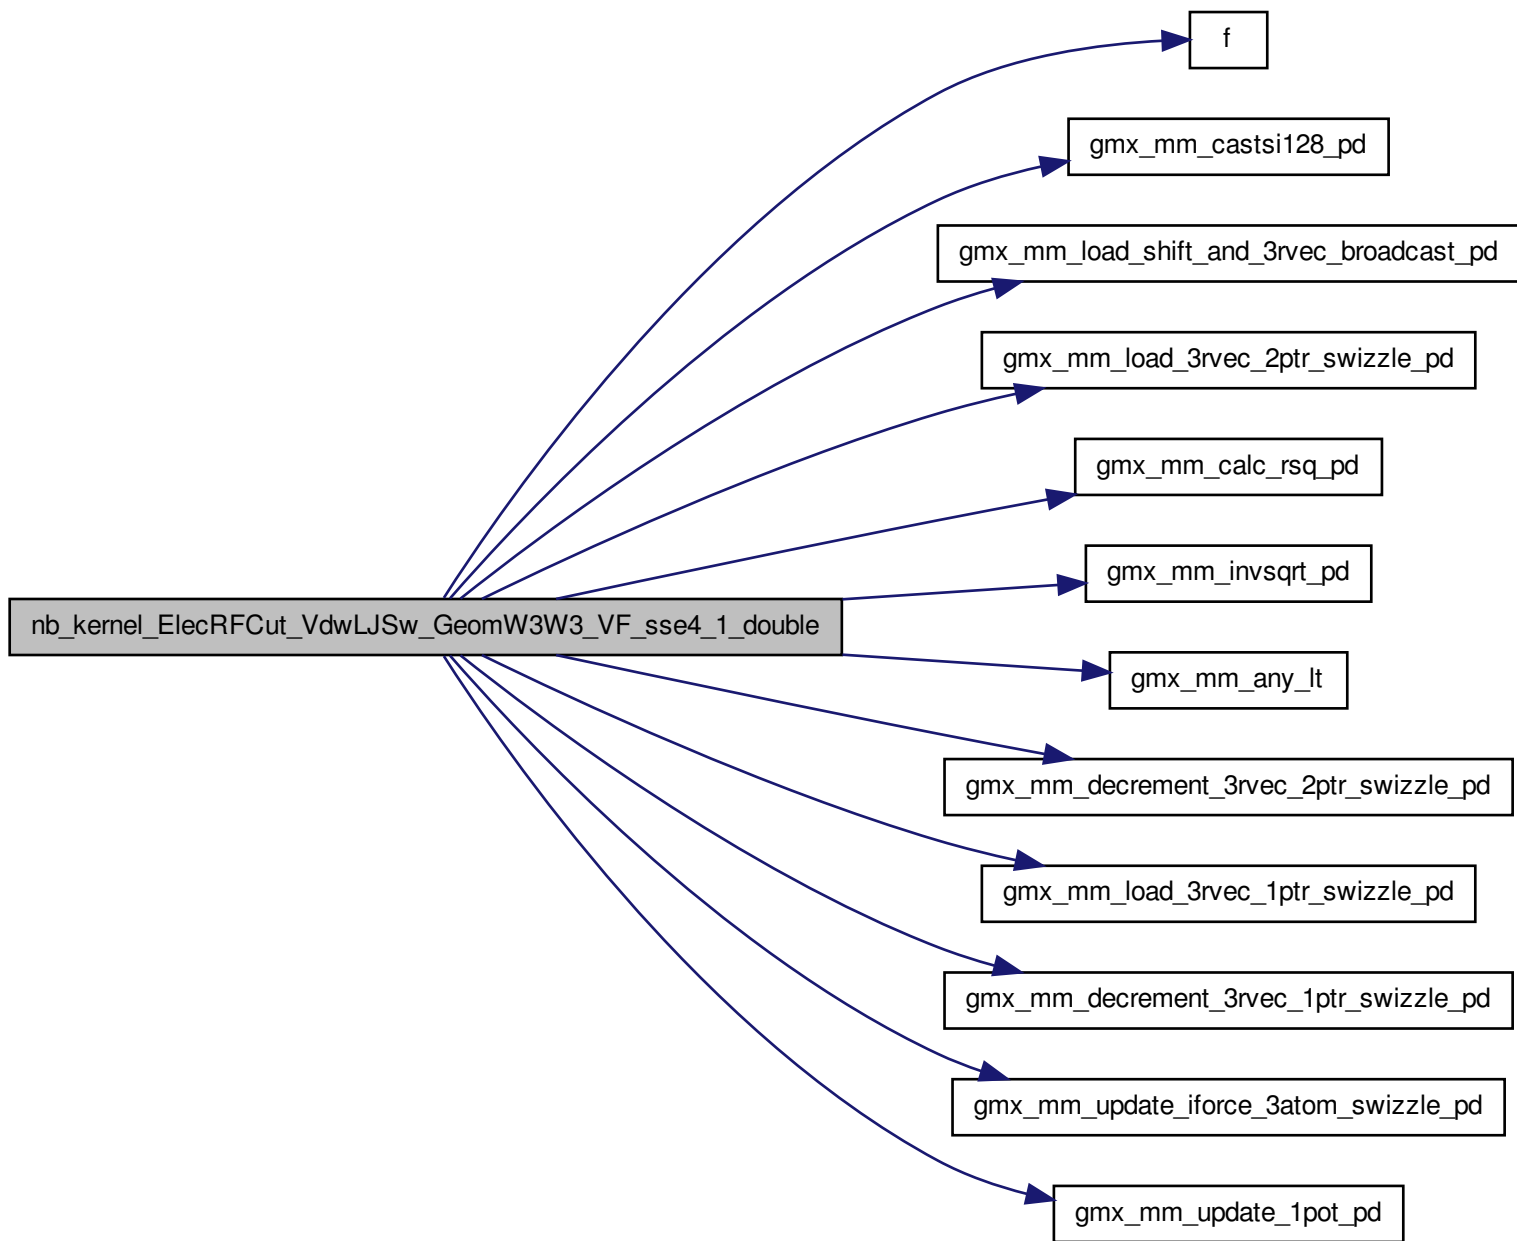 f
gmx_mm_castsi128_pd
gmx_mm_load_shift_and_3rvec_broadcast_pd
gmx_mm_load_3rvec_2ptr_swizzle_pd
gmx_mm_calc_rsq_pd
gmx_mm_invsqrt_pd
nb_kernel_ElecRFCut_VdwLJSw_GeomW3W3_VF_sse4_1_double
gmx_mm_any_lt
gmx_mm_decrement_3rvec_2ptr_swizzle_pd
gmx_mm_load_3rvec_1ptr_swizzle_pd
gmx_mm_decrement_3rvec_1ptr_swizzle_pd
gmx_mm_update_iforce_3atom_swizzle_pd
gmx_mm_update_1pot_pd